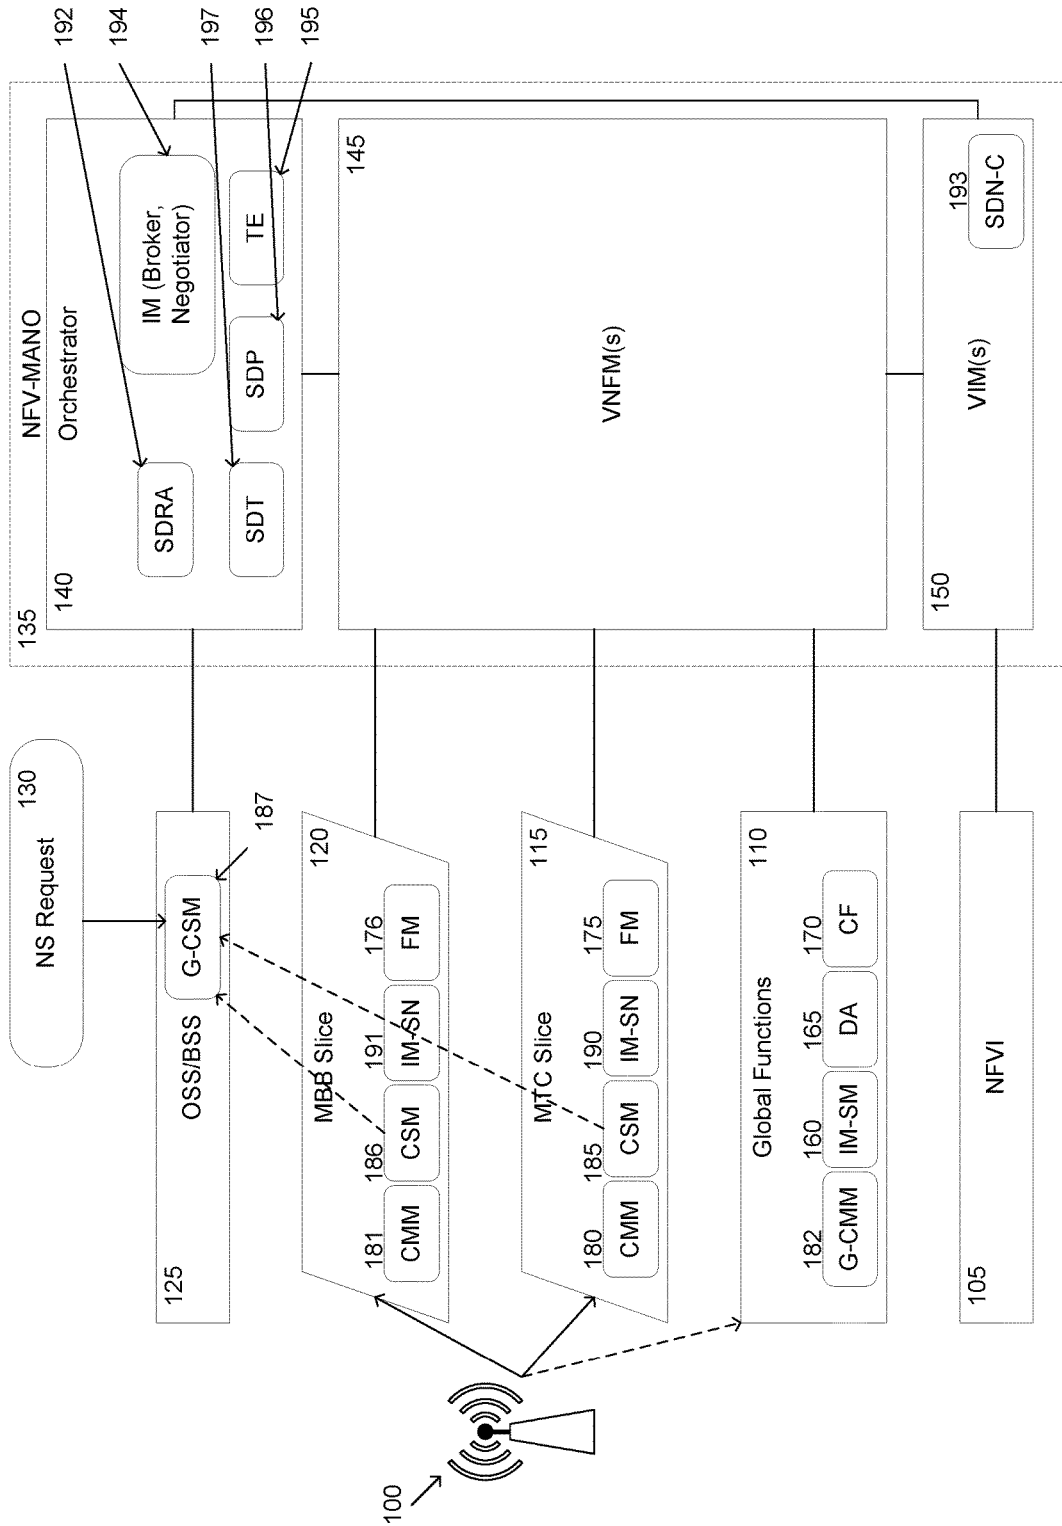 NS Request
130
125
OSS/BSS
G-CSM
187
MBB Slice
120
181
186
191
176
CMM
CSM
IM-SN
FM
MTC Slice
115
180
185
190
175
CMM
CSM
IM-SN
FM
Global Functions
110
182
160
165
170
G-CMM
IM-SM
DA
CF
105
NFVI
100
135
NFV-MANO
140
Orchestrator
SDRA
IM (Broker,
Negotiator)
SDT
SDP
TE
192
194
197
196
195
145
VNFM(s)
150
VIM(s)
193
SDN-C